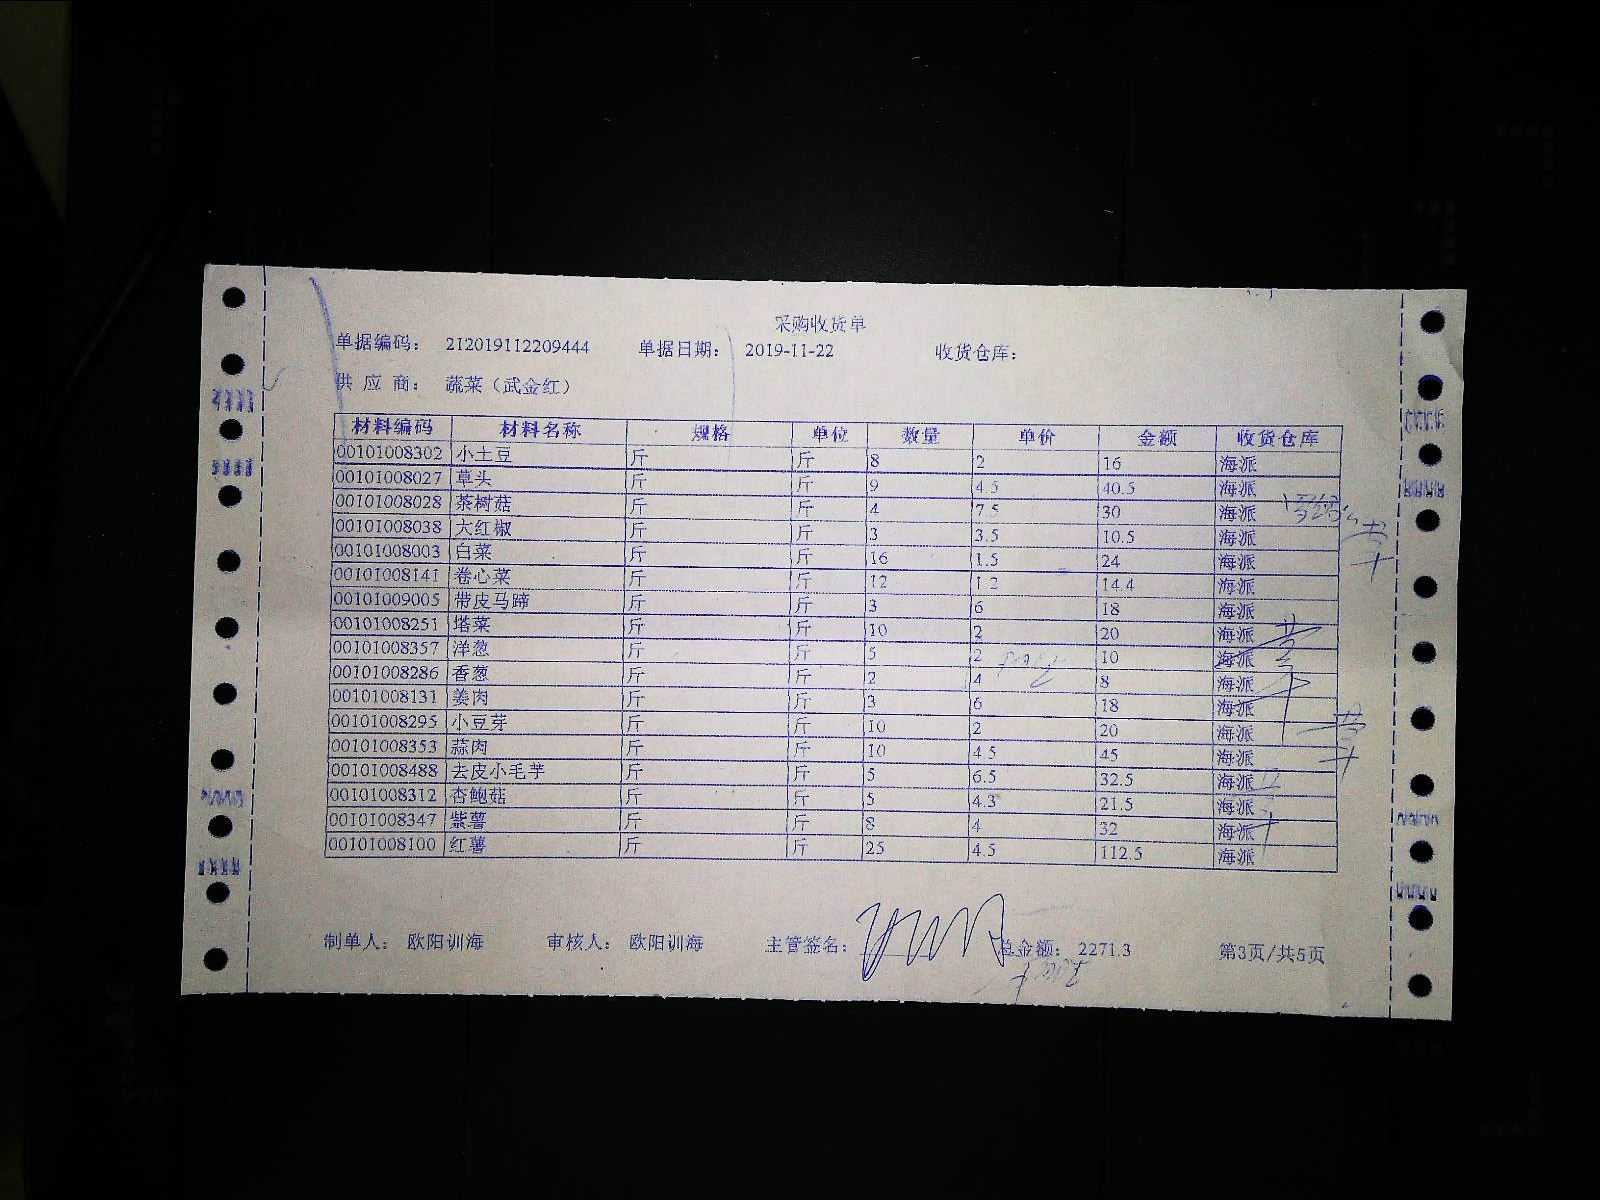 采购收货单
单据编码: 212019112209444 单据日期: 2019-11-22 收货仓库:
供 应 商: 蔬菜（武金红）
材料编码 材料名称 规格 单位 数量 单价 金额 收货仓库
00101008302 小土豆 斤 斤 8 2 16 海派
00101008027 草头 斤 斤 9 4.5 40.5 海派
00101008028 茶树菇 斤 斤 4 7.5 30 海派
00101008038 大红椒 斤 斤 3 3.5 10.5 海派
00101008003 白菜 斤 斤 16 1.5 24 海派
00101008141 卷心菜 斤 斤 12 1.2 14.4 海派
00101009005 带皮马蹄 斤 斤 3 6 18 海派
00101008251 塔菜 斤 斤 10 2 20 海派
00101008357 洋葱 斤 斤 5 2 10 海派
00101008286 香葱 斤 斤 2 4 8 海派
00101008131 姜肉 斤 斤 3 6 18 海派
00101008295 小豆芽 斤 斤 10 2 20 海派
00101008353 蒜肉 斤 斤 10 4.5 45 海派
00101008488 去皮小毛芋 斤 斤 5 6.5 32.5 海派
00101008312 杏鲍菇 斤 斤 5 4.3 21.5 海派
00101008347 紫薯 斤 斤 8 4 32 海派
00101008100 红薯 斤 斤 25 4.5 112.5 海派
制单人: 欧阳训海 审核人: 欧阳训海 主管签名: 总金额: 2271.3 第3页/共5页